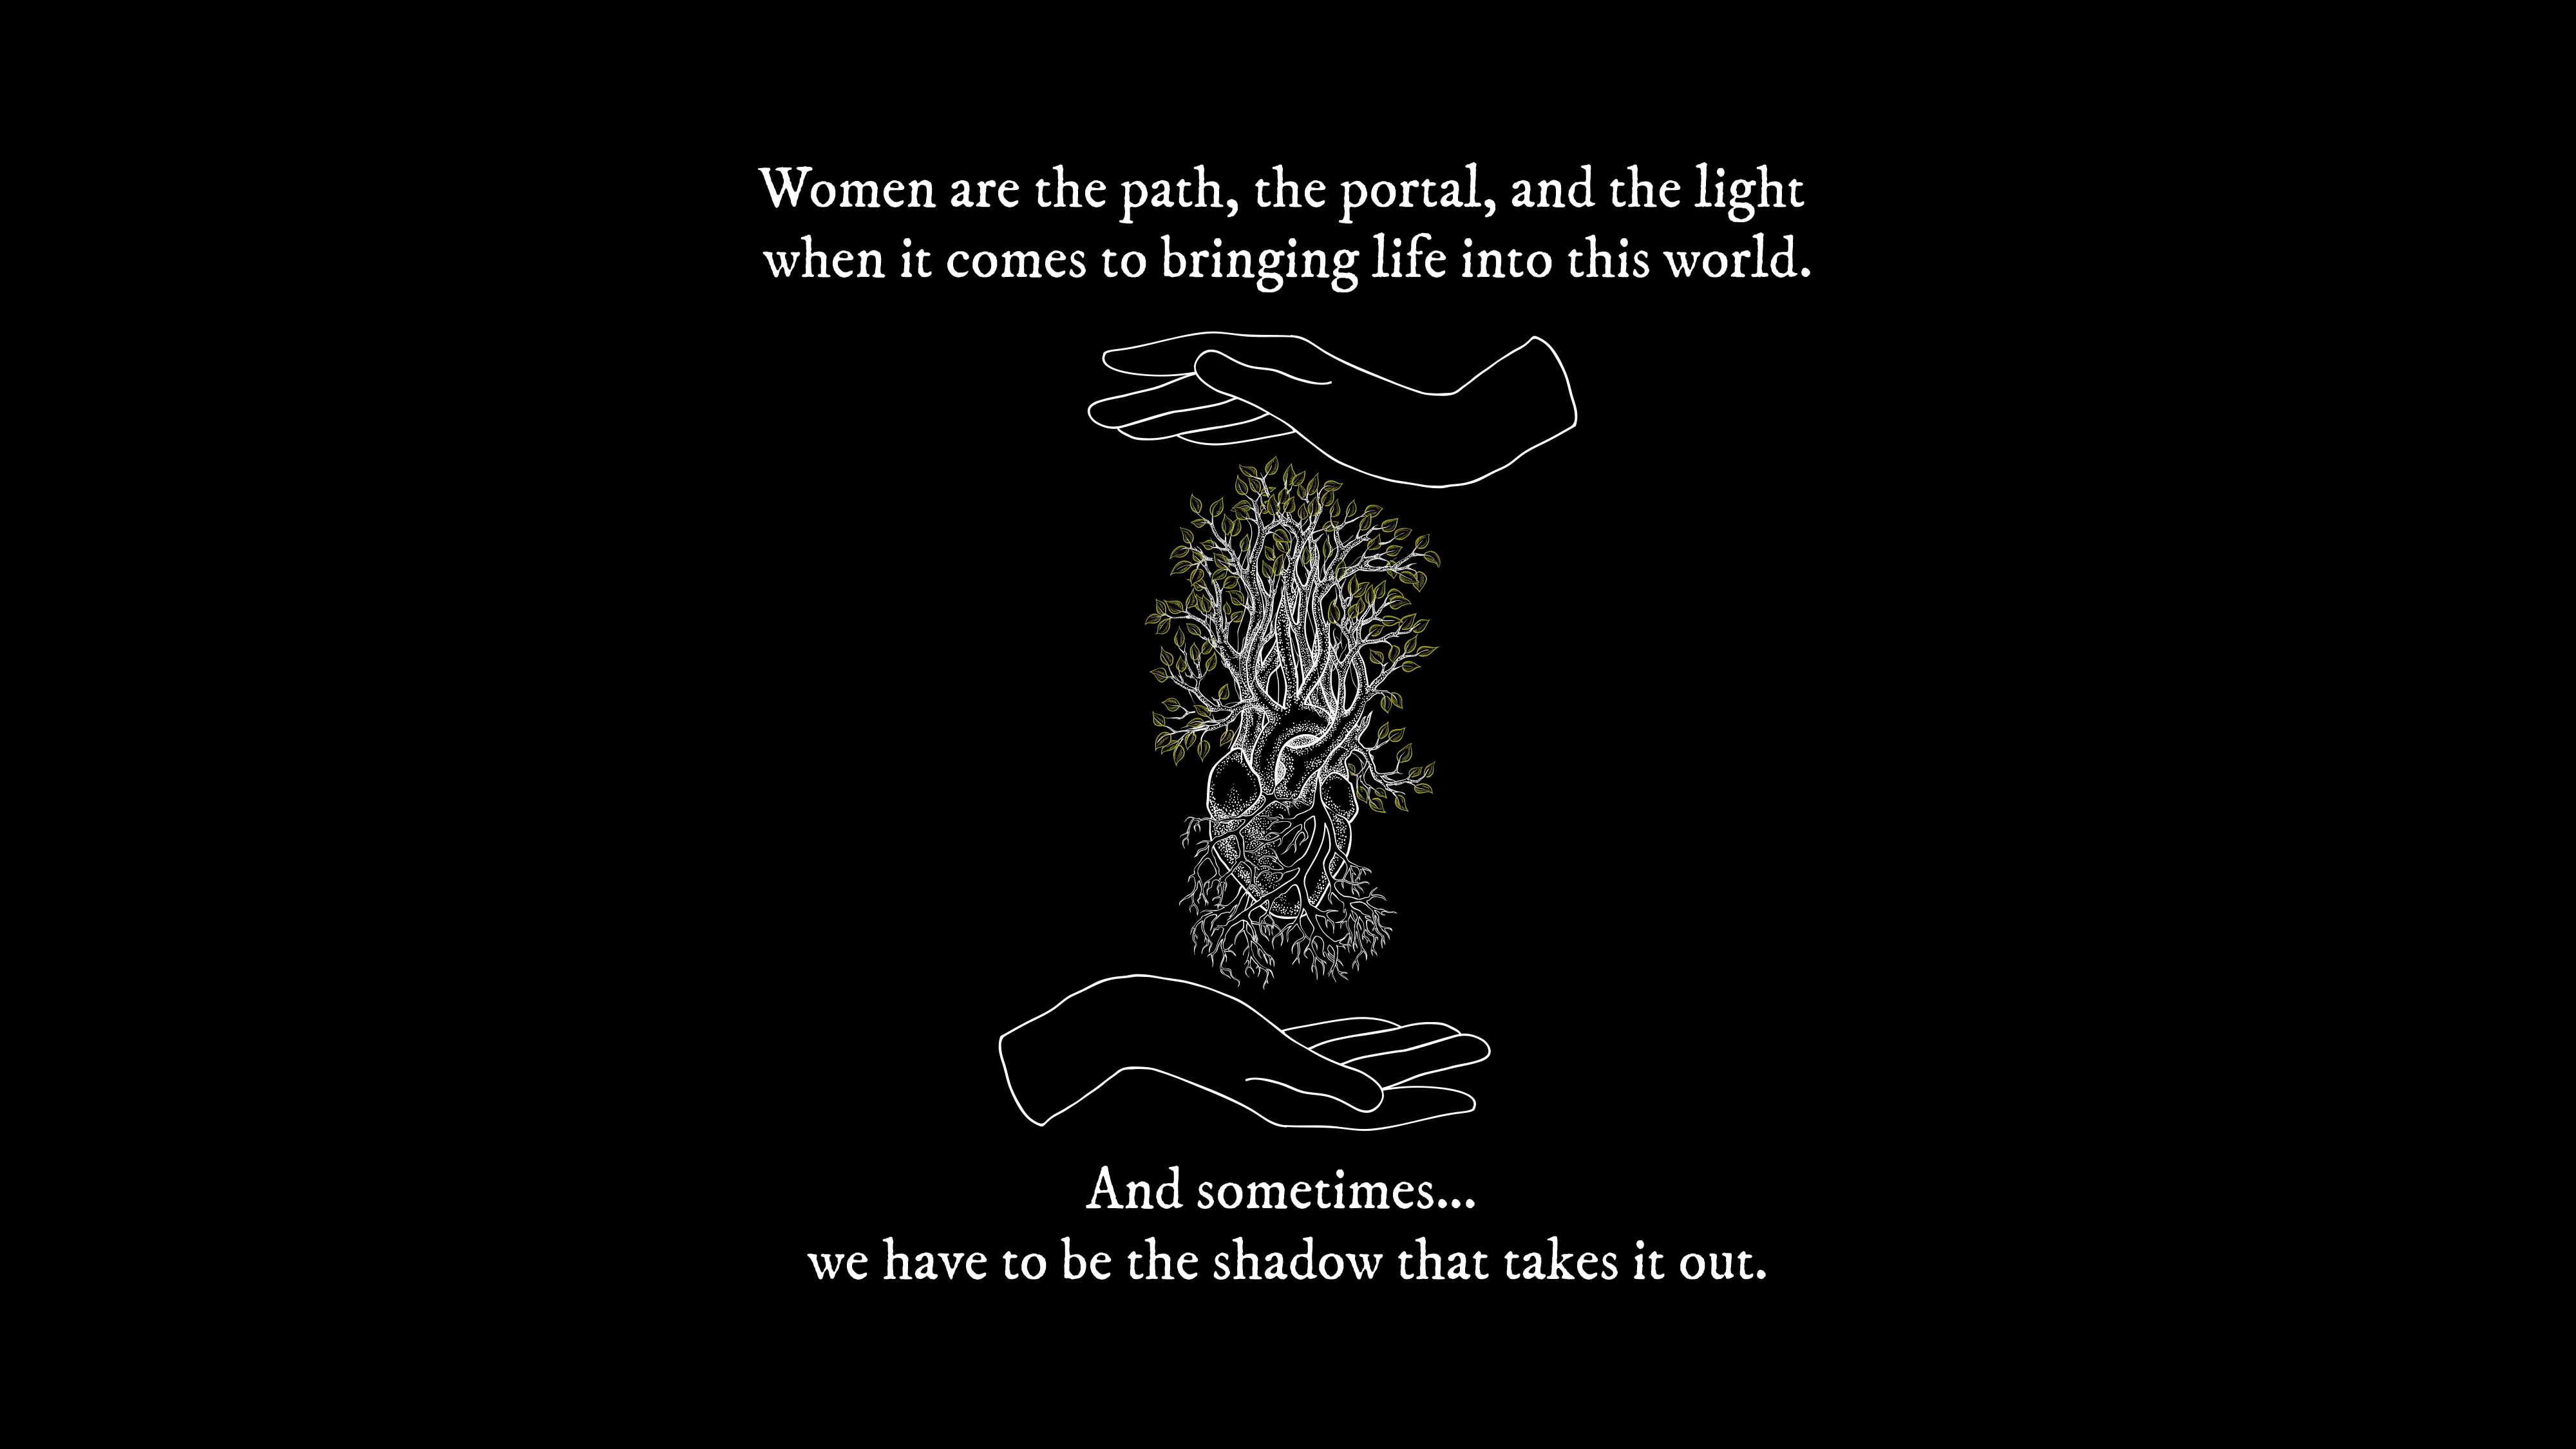 Women are the path, the portal, and the light
when it comes to bringing life into this world.
And sometimes...
we have to be the shadow that takes it out.